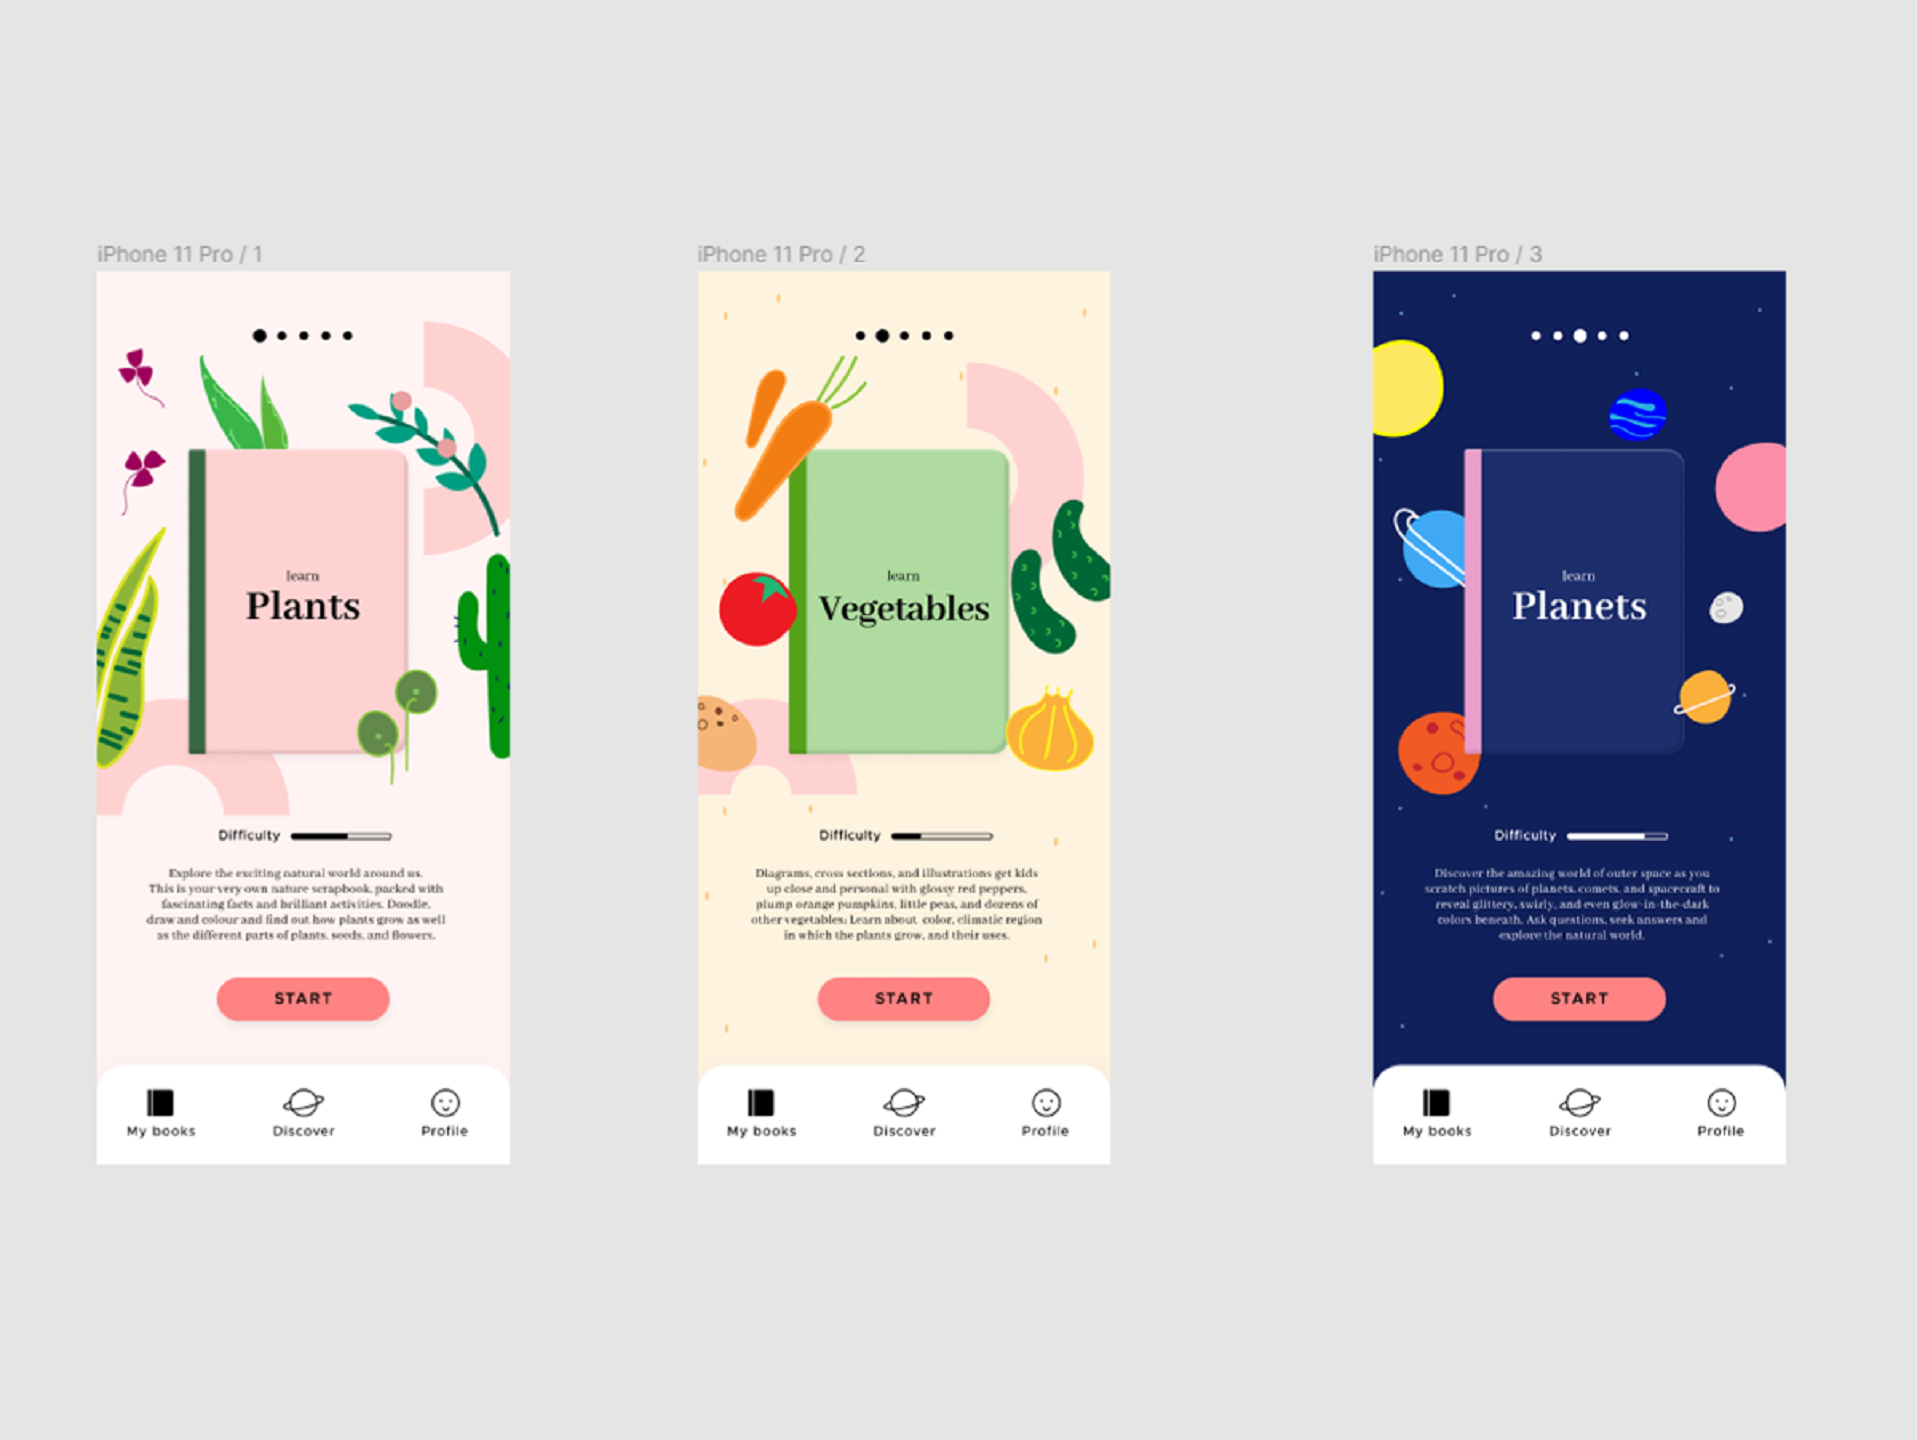 iPhone 11 Pro / 1
learn
Plants
Difficulty
Explore the exciting natural world around us.
This is your very own nature scrapbook, packed with
fascinating facts and brilliant activities. Doodle,
draw and colour and find out how plants grow as well
as the different parts of plants, seeds, and flowers.
START
My books
Discover
Profile
iPhone 11 Pro / 2
learn
Vegetables
Difficulty
Diagrams, cross sections, and illustrations get kids
up close and personal with glossy red peppers,
plump orange pumpkins, little peas, and dozens of
other vegetables; Learn about, color, climatic region
in which the plants grow, and their uses.
START
My books
Discover
Profile
iPhone 11 Pro / 3
learn
Planets
Difficulty
Discover the amazing world of outer space as you
scratch pictures of planets, comets, and spacecraft to
reveal glittery, swirly, and even glow-in-the-dark
colors beneath. Ask questions, seek answers and
explore the natural world.
START
My books
Discover
Profile